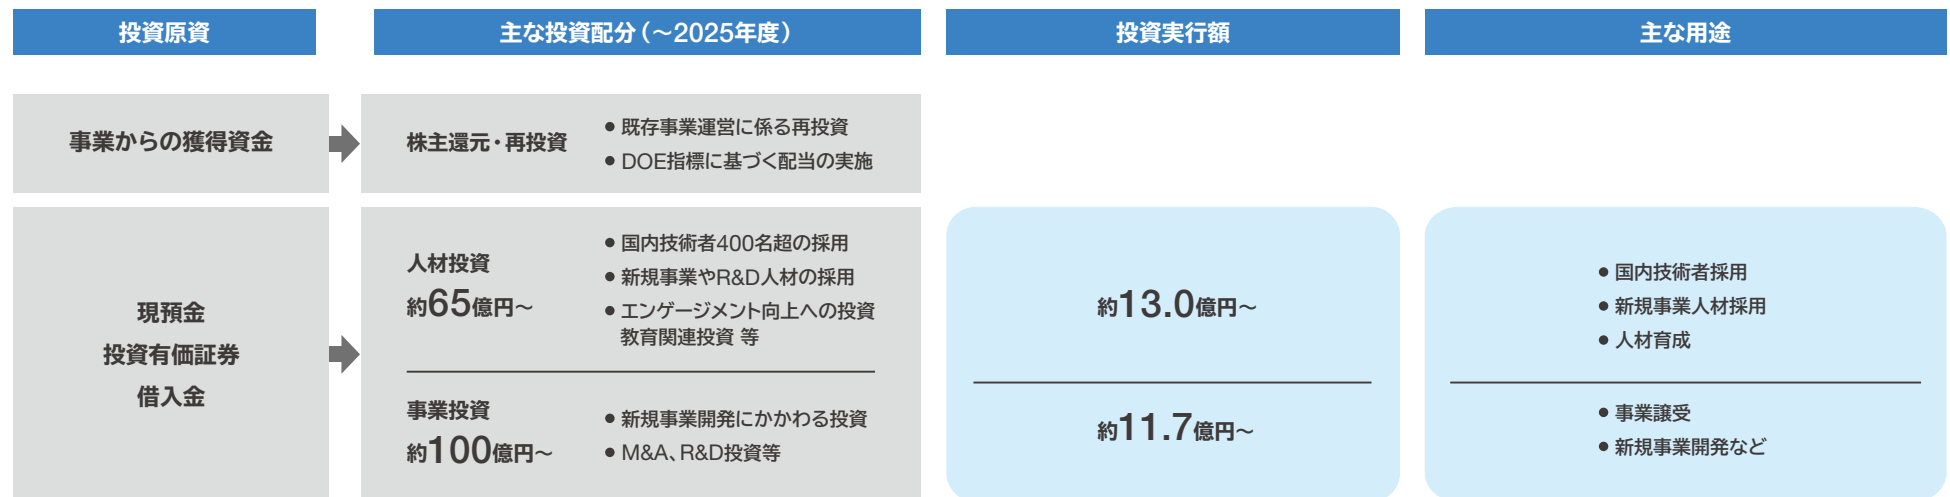 投資原資
主な投資配分(～2025年度)
投資実行額
主な用途
事業からの獲得資金
株主還元・再投資
● 既存事業運営に係る再投資
● DOE指標に基づく配当の実施
現預金
投資有価証券
借入金
人材投資
約65億円～
● 国内技術者400名超の採用
● 新規事業やR&D人材の採用
● エンゲージメント向上への投資
教育関連投資 等
約13.0億円～
● 国内技術者採用
● 新規事業人材採用
● 人材育成
事業投資
約100億円～
● 新規事業開発にかかわる投資
● M&A、R&D投資等
約11.7億円～
● 事業譲受
● 新規事業開発など